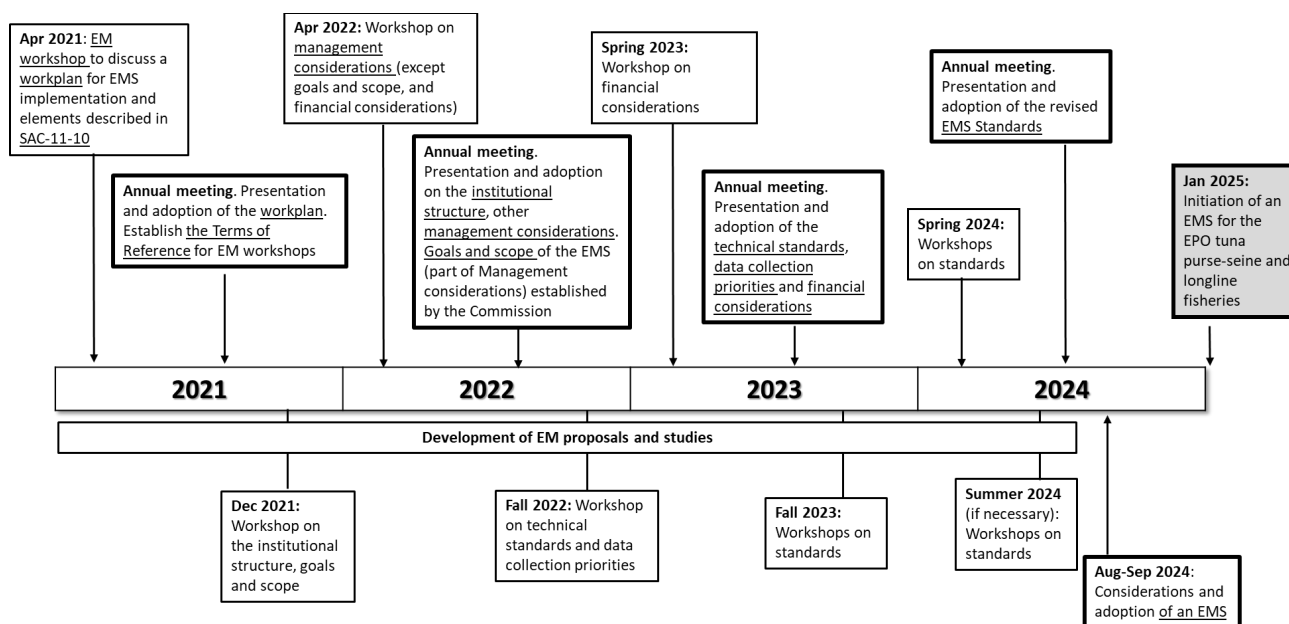 Apr 2021: EM
workshop to discuss a
workplan for EMS
implementation and
elements described in
SAC-11-10
Annual meeting. Presentation
and adoption of the workplan.
Establish the Terms of
Reference for EM workshops
Apr 2022: Workshop on
management
considerations (except
goals and scope, and
financial considerations)
Annual meeting.
Presentation and adoption
on the institutional
structure, other
management considerations.
Goals and scope of the EMS
(part of Management
considerations) established
by the Commission
Spring 2023:
Workshop on
financial
considerations
Annual meeting.
Presentation and
adoption of the
technical standards,
data collection
priorities and financial
considerations
Annual meeting.
Presentation and
adoption of the revised
EMS Standards
Spring 2024:
Workshops
on standards
Jan 2025:
Initiation of an
EMS for the
EPO tuna
purse-seine and
longline
fisheries
2021
2022
2023
2024
Development of EM proposals and studies
Dec 2021:
Workshop on
the institutional
structure, goals
and scope
Fall 2022: Workshop
on technical
standards and data
collection priorities
Fall 2023:
Workshops on
standards
Summer 2024
(if necessary):
Workshops on
standards
Aug-Sep 2024:
Considerations and
adoption of an EMS